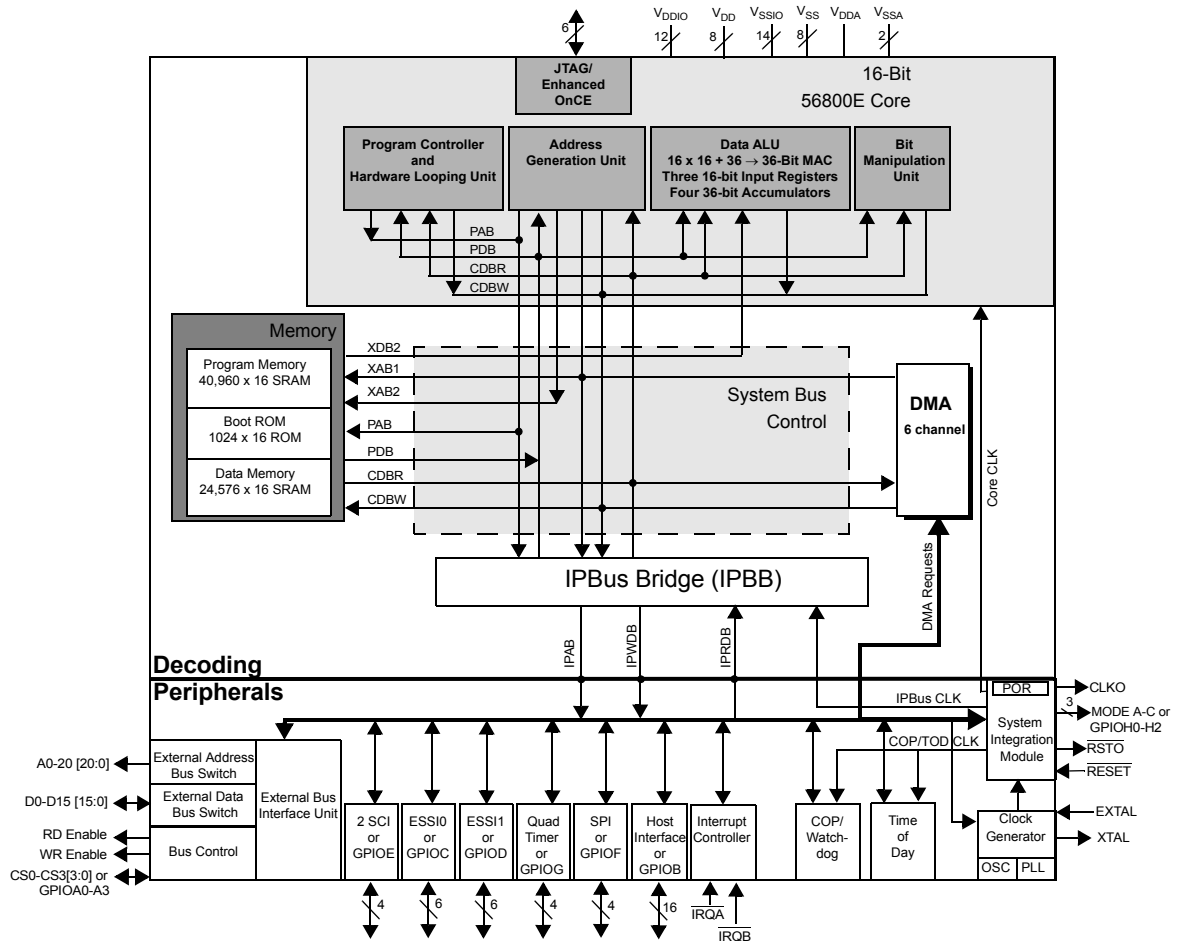 6
VDDIO
12
VDD
8
VSSIO
14
VSS
8
VDDA
VSSA
2
JTAG/
Enhanced
OnCE
16-Bit
56800E Core
Program Controller
and
Hardware Looping Unit
Address
Generation Unit
Data ALU
16 x 16 + 36 → 36-Bit MAC
Three 16-bit Input Registers
Four 36-bit Accumulators
Bit
Manipulation
Unit
PAB
PDB
CDBR
CDBW
Memory
Program Memory
40,960 x 16 SRAM
Boot ROM
1024 x 16 ROM
Data Memory
24,576 x 16 SRAM
XDB2
XAB1
XAB2
PAB
PDB
CDBR
CDBW
System Bus
Control
DMA
6 channel
Core CLK
DMA Requests
IPBus Bridge (IPBB)
IPAB
IPWDB
IPRDB
Decoding
Peripherals
IPBus CLK
COP/TOD CLK
POR
System
Integration
Module
CLKO
3
MODE A-C or
GPIOH0-H2
RSTO
RESET
EXTAL
XTAL
Clock
Generator
OSC
PLL
A0-20 [20:0]
D0-D15 [15:0]
RD Enable
WR Enable
CS0-CS3[3:0] or
GPIOA0-A3
External Address
Bus Switch
External Data
Bus Switch
Bus Control
External Bus
Interface Unit
2 SCI
or
GPIOE
ESSI0
or
GPIOC
ESSI1
or
GPIOD
Quad
Timer
or
GPIOG
SPI
or
GPIOF
Host
Interface
or
GPIOB
Interrupt
Controller
COP/
Watch-
dog
Time
of
Day
4
6
6
4
4
16
IRQA
IRQB